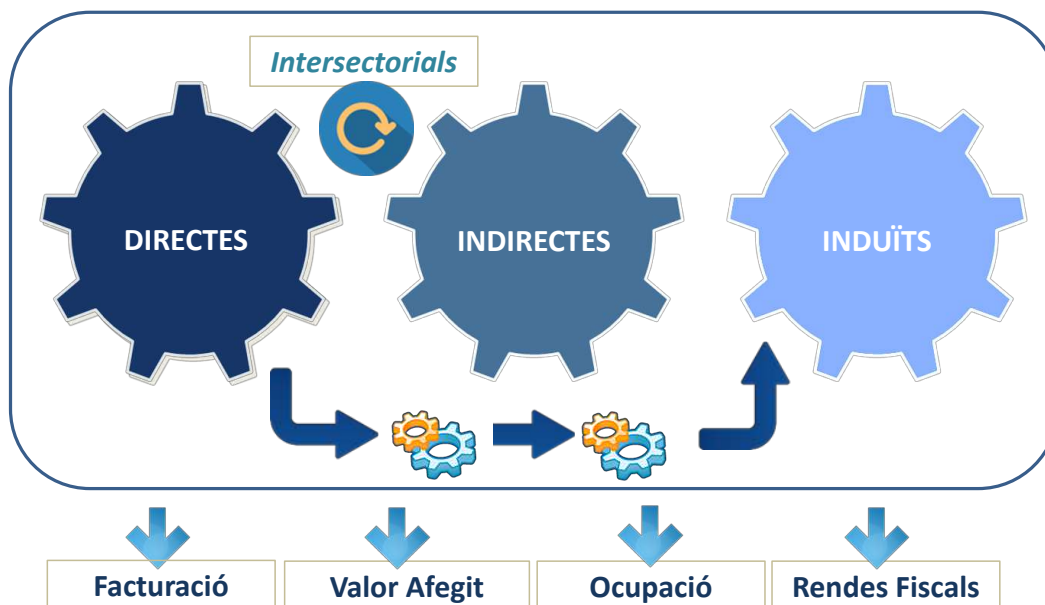 Intersectorials
DIRECTES
INDIRECTES
INDUÏTS
Facturació
Valor Afegit
Ocupació
Rendes Fiscals